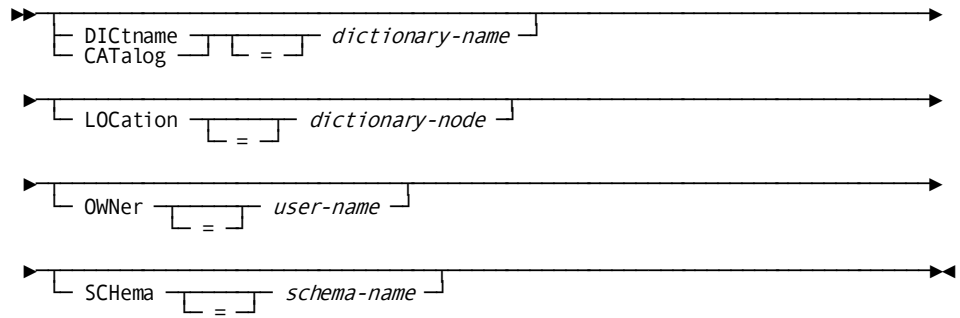 DICtname = dictionary-name
CATalog
LOCation = dictionary-node
OWNer = user-name
SCHema = schema-name